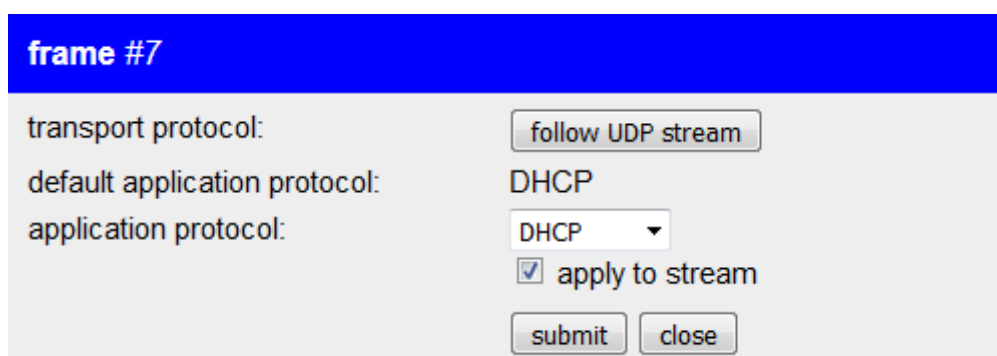 frame #7
transport protocol: follow UDP stream
default application protocol: DHCP
application protocol: DHCP
apply to stream
submit close